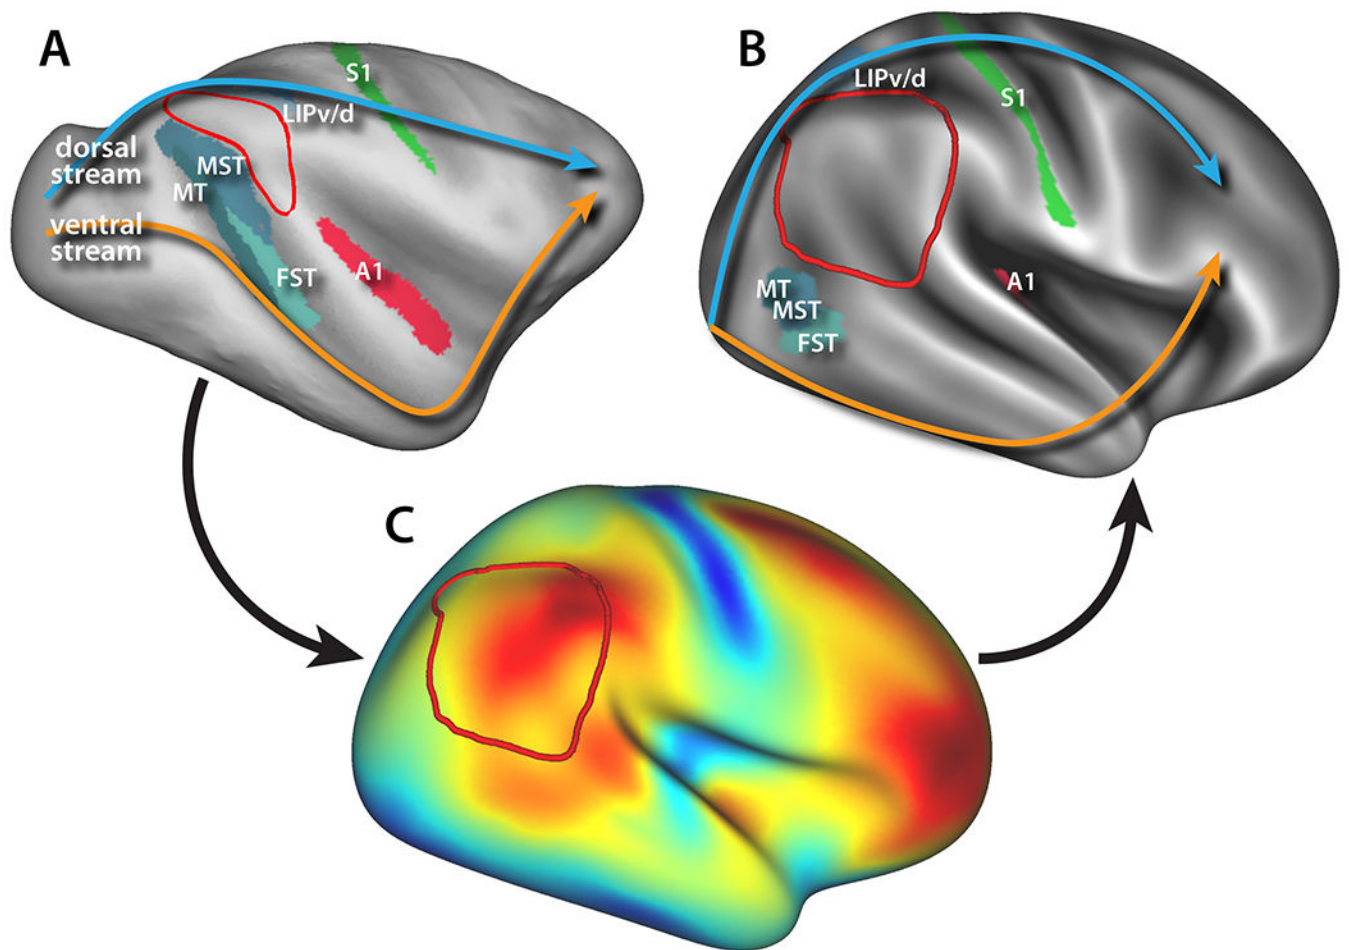 A
S1
LIPv/d
dorsal
stream
MST
MT
ventral
stream
FST
A1
B
LIPv/d
S1
MT
MST
FST
A1
C